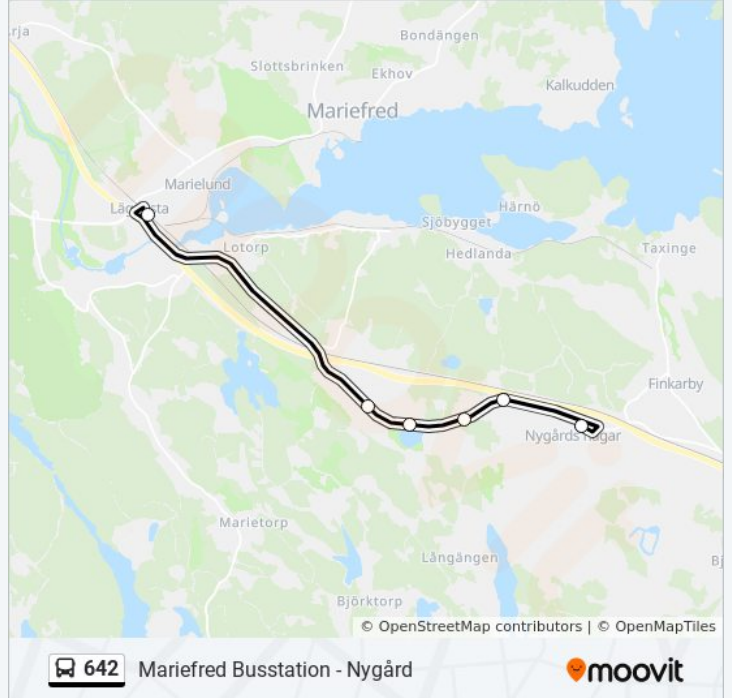 rja
Bondängen
Slottsbrinken
Ekhov
Kalkudden
Mariefred
Marielund
Härnö
Sjöbygget
Lotorp
Hedlanda
Taxinge
Finkarby
Nygårds hagar
Marietorp
Långängen
Bj
Björktorp
© OpenStreetMap contributors | © OpenMapTiles
642 Mariefred Busstation - Nygård
moovit